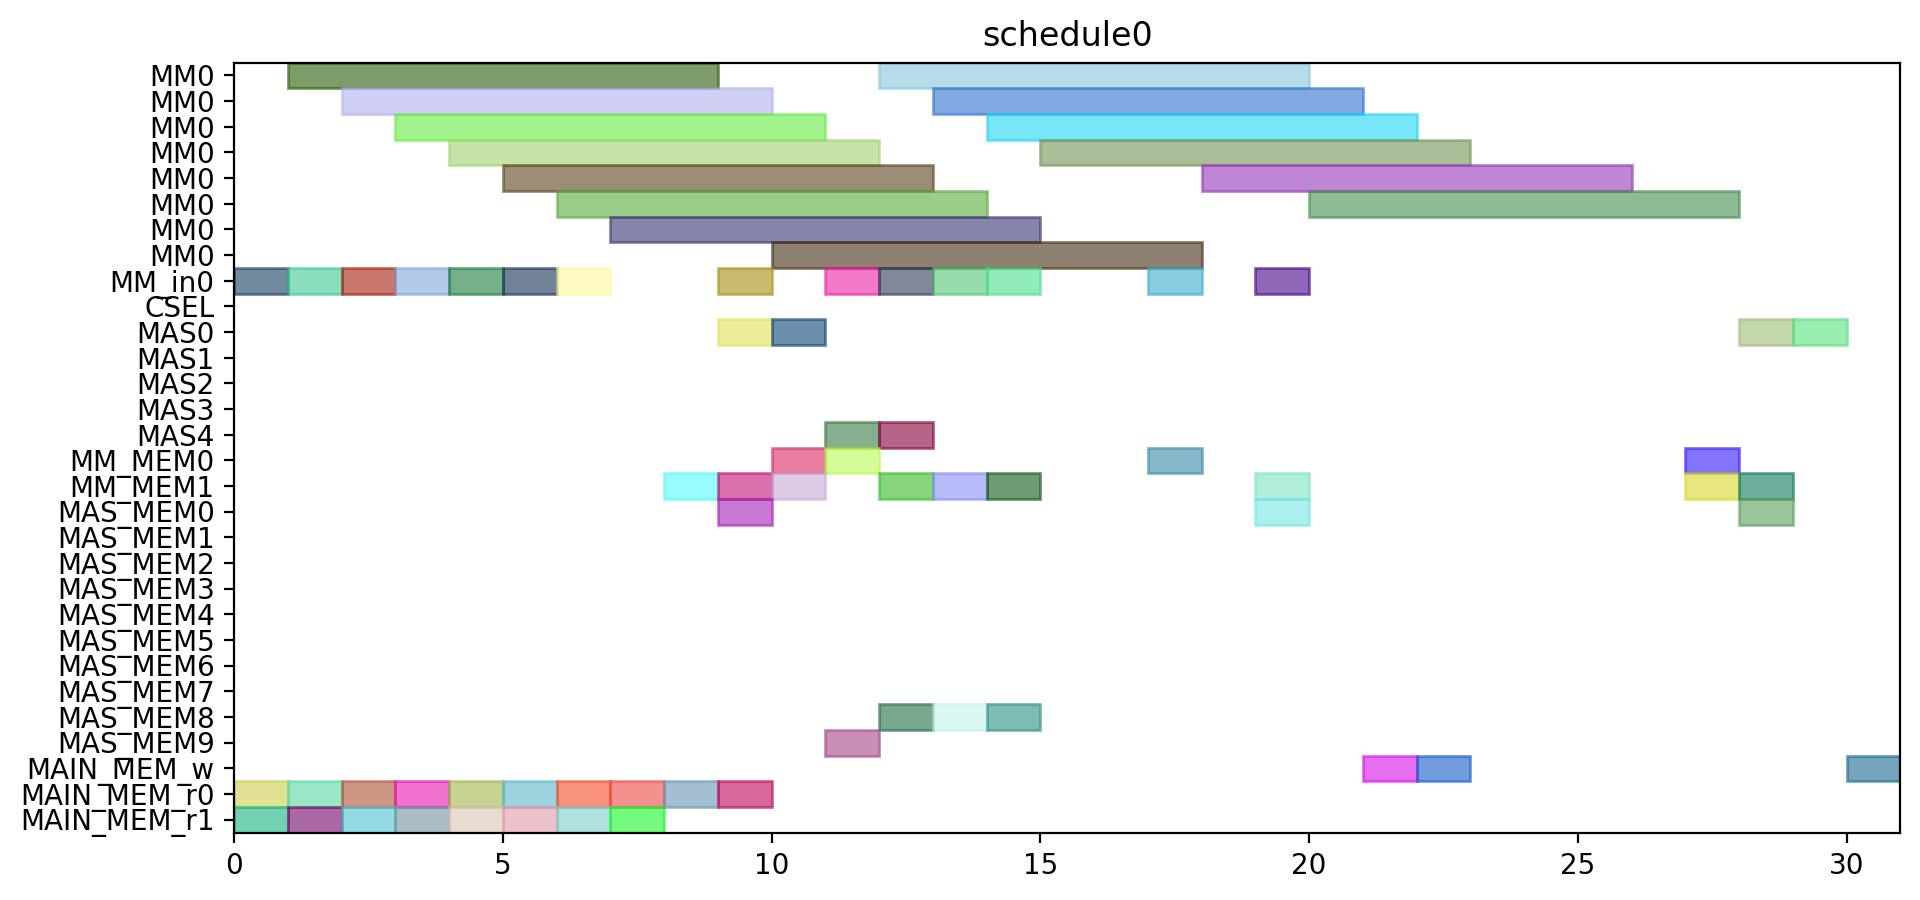 schedule0
MM0
MM0
MM0
MM0
MM0
MM0
MM0
MM0
MM_in0
CSEL
MAS0
MAS1
MAS2
MAS3
MAS4
MM_MEM0
MM_MEM1
MAS_MEM0
MAS_MEM1
MAS_MEM2
MAS_MEM3
MAS_MEM4
MAS_MEM5
MAS_MEM6
MAS_MEM7
MAS_MEM8
MAS_MEM9
MAIN_MEM_w
MAIN_MEM_r0
MAIN_MEM_r1
0 5 10 15 20 25 30